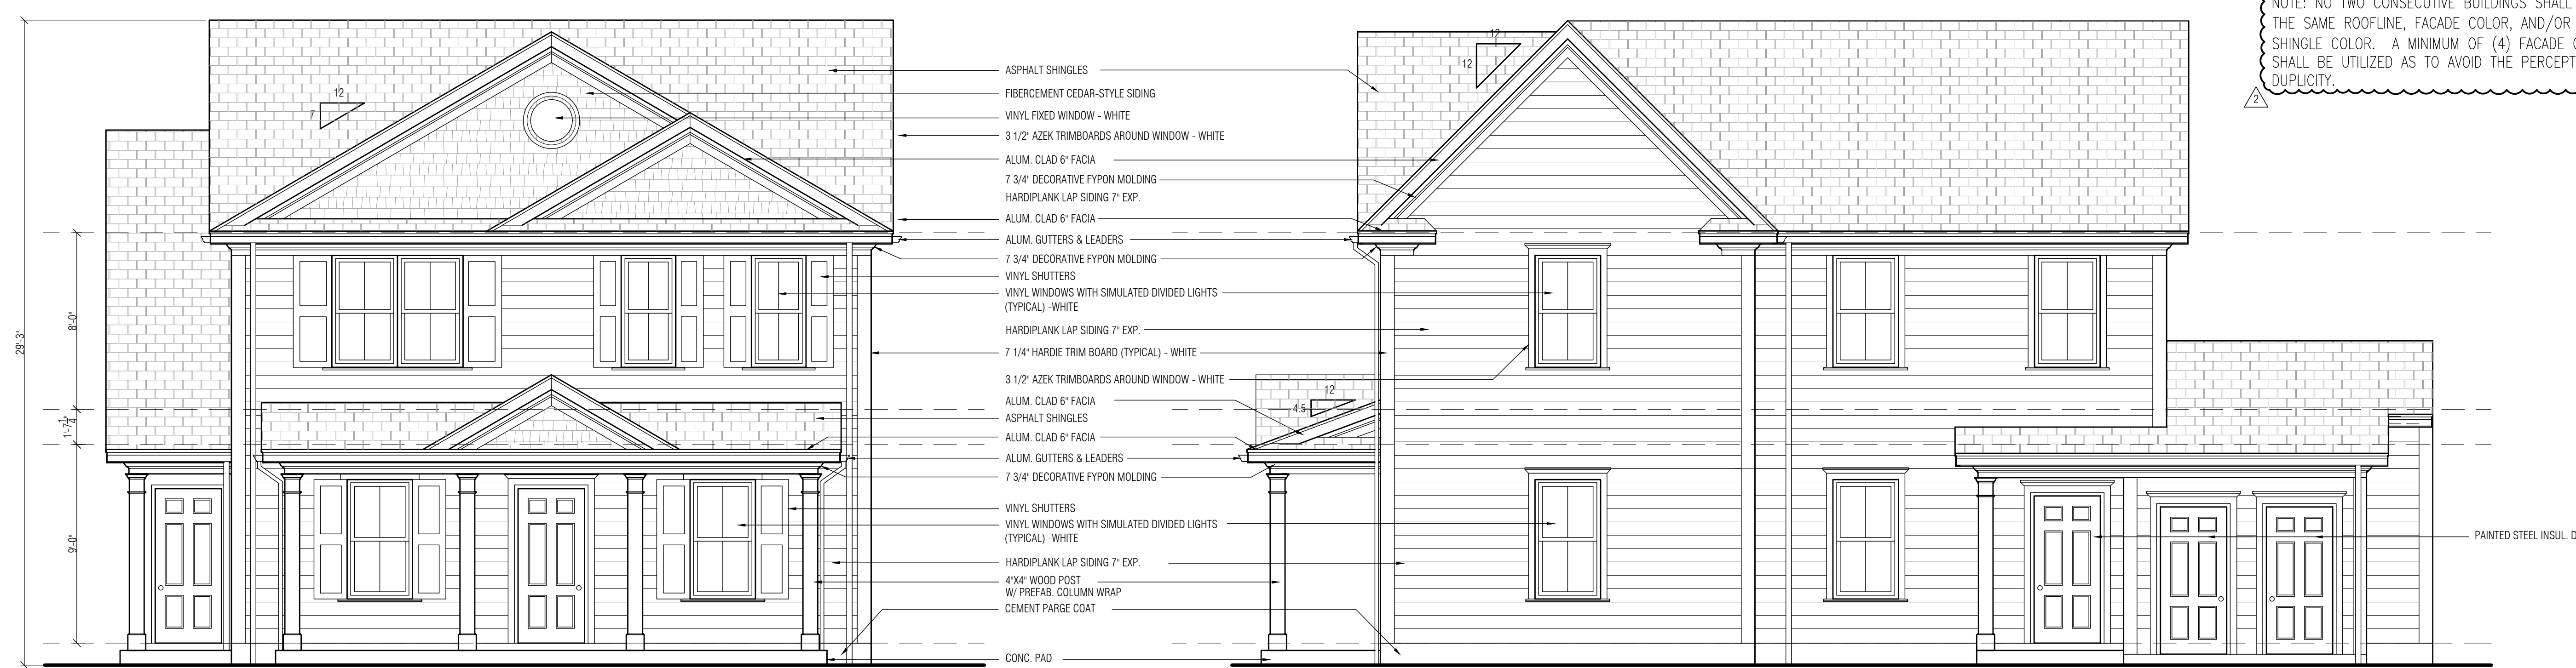 NOTE: NO TWO CONSECUTIVE BUILDINGS SHALL
THE SAME ROOFLINE, FACADE COLOR, AND/OR
SHINGLE COLOR. A MINIMUM OF (4) FACADE
SHALL BE UTILIZED AS TO AVOID THE
DUPLICITY.
2
12
7
12
12
12
4.5
29'-3"
8'-0"
1'-7 1/4"
9'-0"
ASPHALT SHINGLES
FIBERCEMENT CEDAR-STYLE SIDING
VINYL FIXED WINDOW - WHITE
3 1/2" AZEK TRIMBOARDS AROUND WINDOW - WHITE
ALUM. CLAD 6" FACIA
7 3/4" DECORATIVE FYPON MOLDING
HARDIPLANK LAP SIDING 7" EXP.
ALUM. CLAD 6" FACIA
ALUM. GUTTERS & LEADERS
7 3/4" DECORATIVE FYPON MOLDING
VINYL SHUTTERS
VINYL WINDOWS WITH SIMULATED DIVIDED LIGHTS
(TYPICAL) -WHITE
HARDIPLANK LAP SIDING 7" EXP.
7 1/4" HARDIE TRIM BOARD (TYPICAL) - WHITE
3 1/2" AZEK TRIMBOARDS AROUND WINDOW - WHITE
ALUM. CLAD 6" FACIA
ASPHALT SHINGLES
ALUM. CLAD 6" FACIA
ALUM. GUTTERS & LEADERS
7 3/4" DECORATIVE FYPON MOLDING
VINYL SHUTTERS
VINYL WINDOWS WITH SIMULATED DIVIDED LIGHTS
(TYPICAL) -WHITE
HARDIPLANK LAP SIDING 7" EXP.
4"X4" WOOD POST
W/ PREFAB. COLUMN WRAP
CEMENT PARGE COAT
CONC. PAD
PAINTED STEEL INSUL.